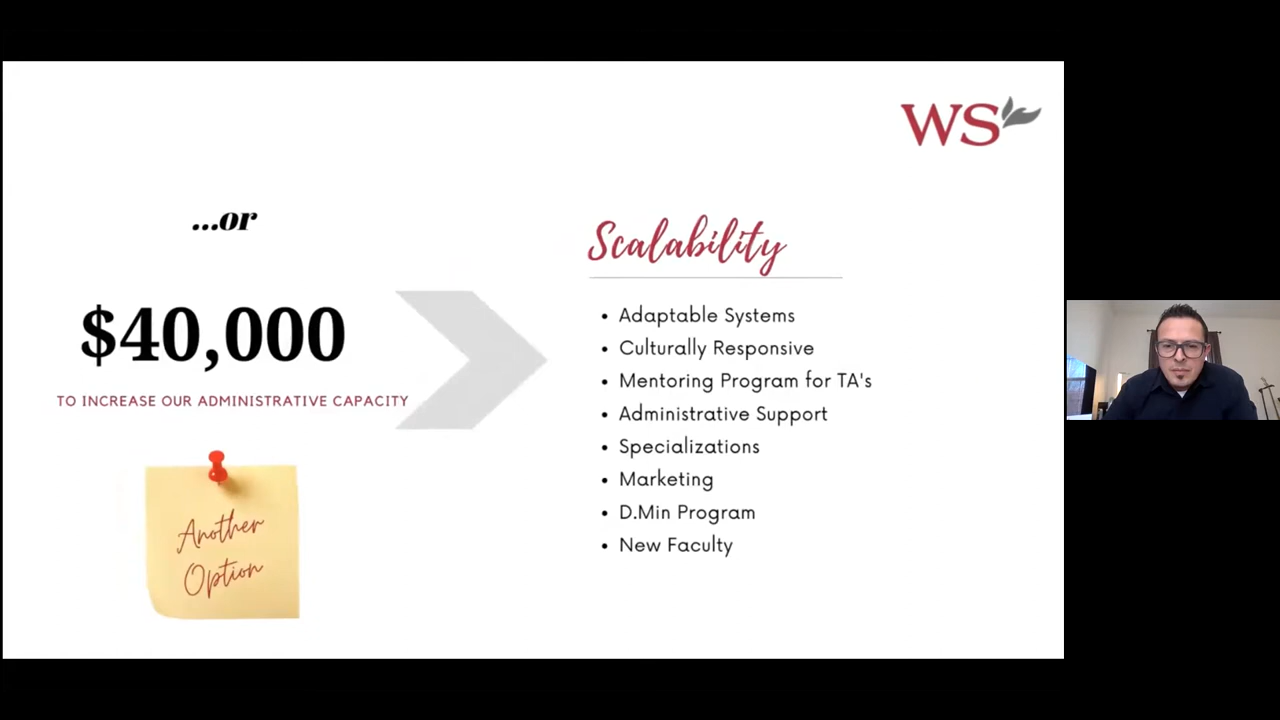 WS
...or
$40,000
TO INCREASE OUR ADMINISTRATIVE CAPACITY
Another
Option
Scalability
• Adaptable Systems
• Culturally Responsive
• Mentoring Program for TA's
• Administrative Support
• Specializations
• Marketing
• D.Min Program
• New Faculty